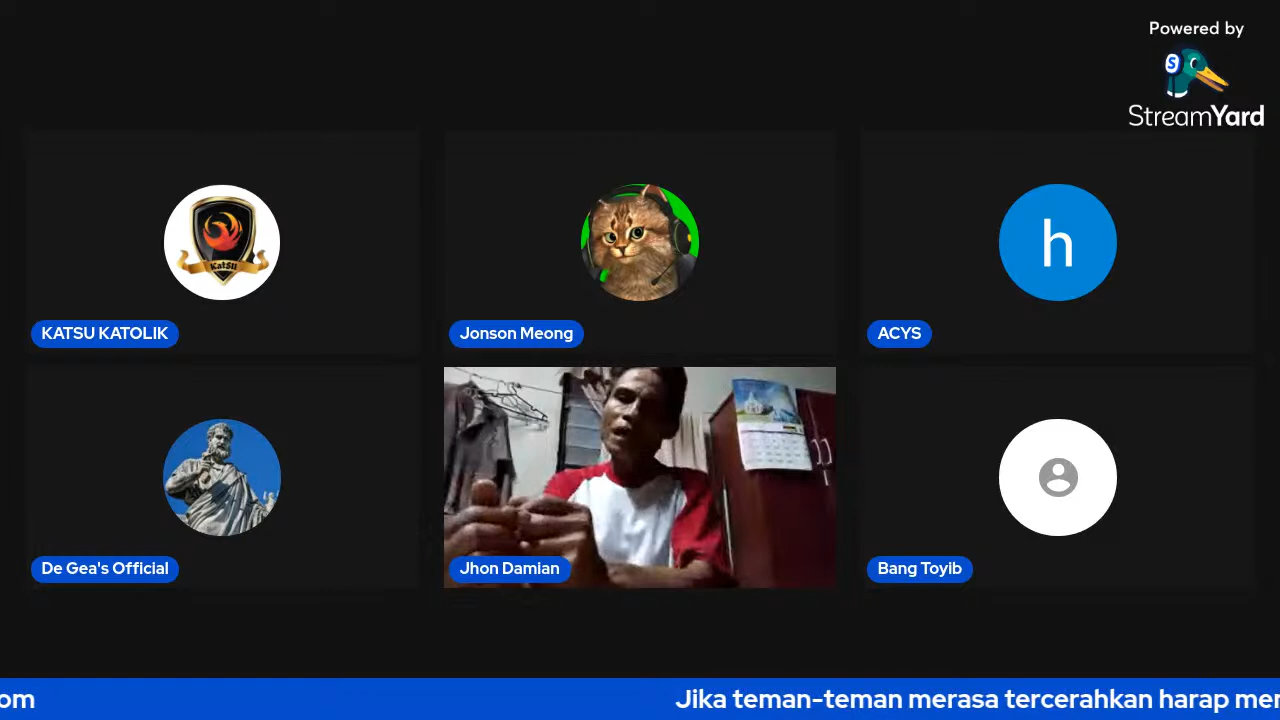 Powered by
StreamYard
KatSu
KATSU KATOLIK
Jonson Meong
h
ACYS
De Gea's Official
Jhon Damian
Bang Toyib
om
Jika teman-teman merasa tercerahkan harap mer